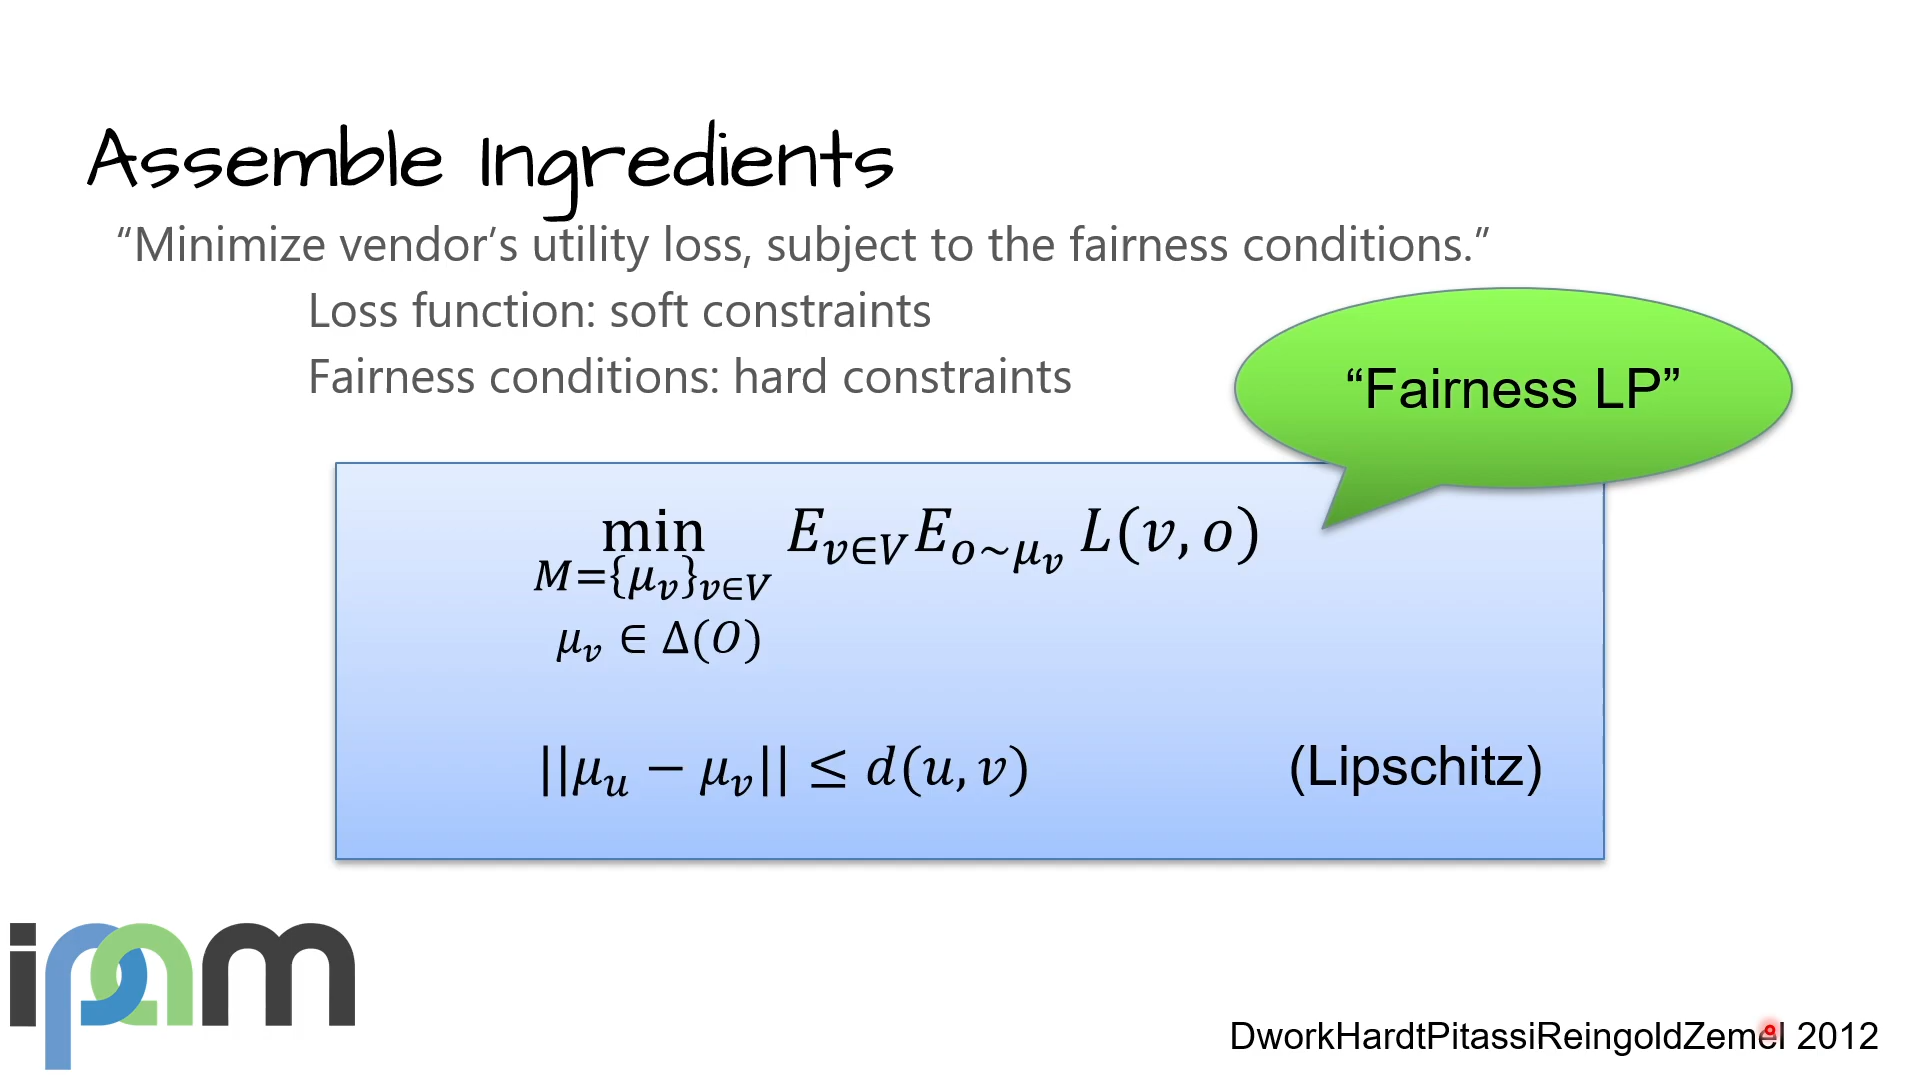 Assemble Ingredients
“Minimize vendor’s utility loss, subject to the fairness conditions.”
Loss function: soft constraints
Fairness conditions: hard constraints
“Fairness LP”
min E_{v∈V} E_{o~μ_v} L(v, o)
M={μ_v}_{v∈V}
μ_v ∈ Δ(O)
||μ_u − μ_v|| ≤ d(u, v) (Lipschitz)
ipam
DworkHardtPitassiReingoldZemel 2012